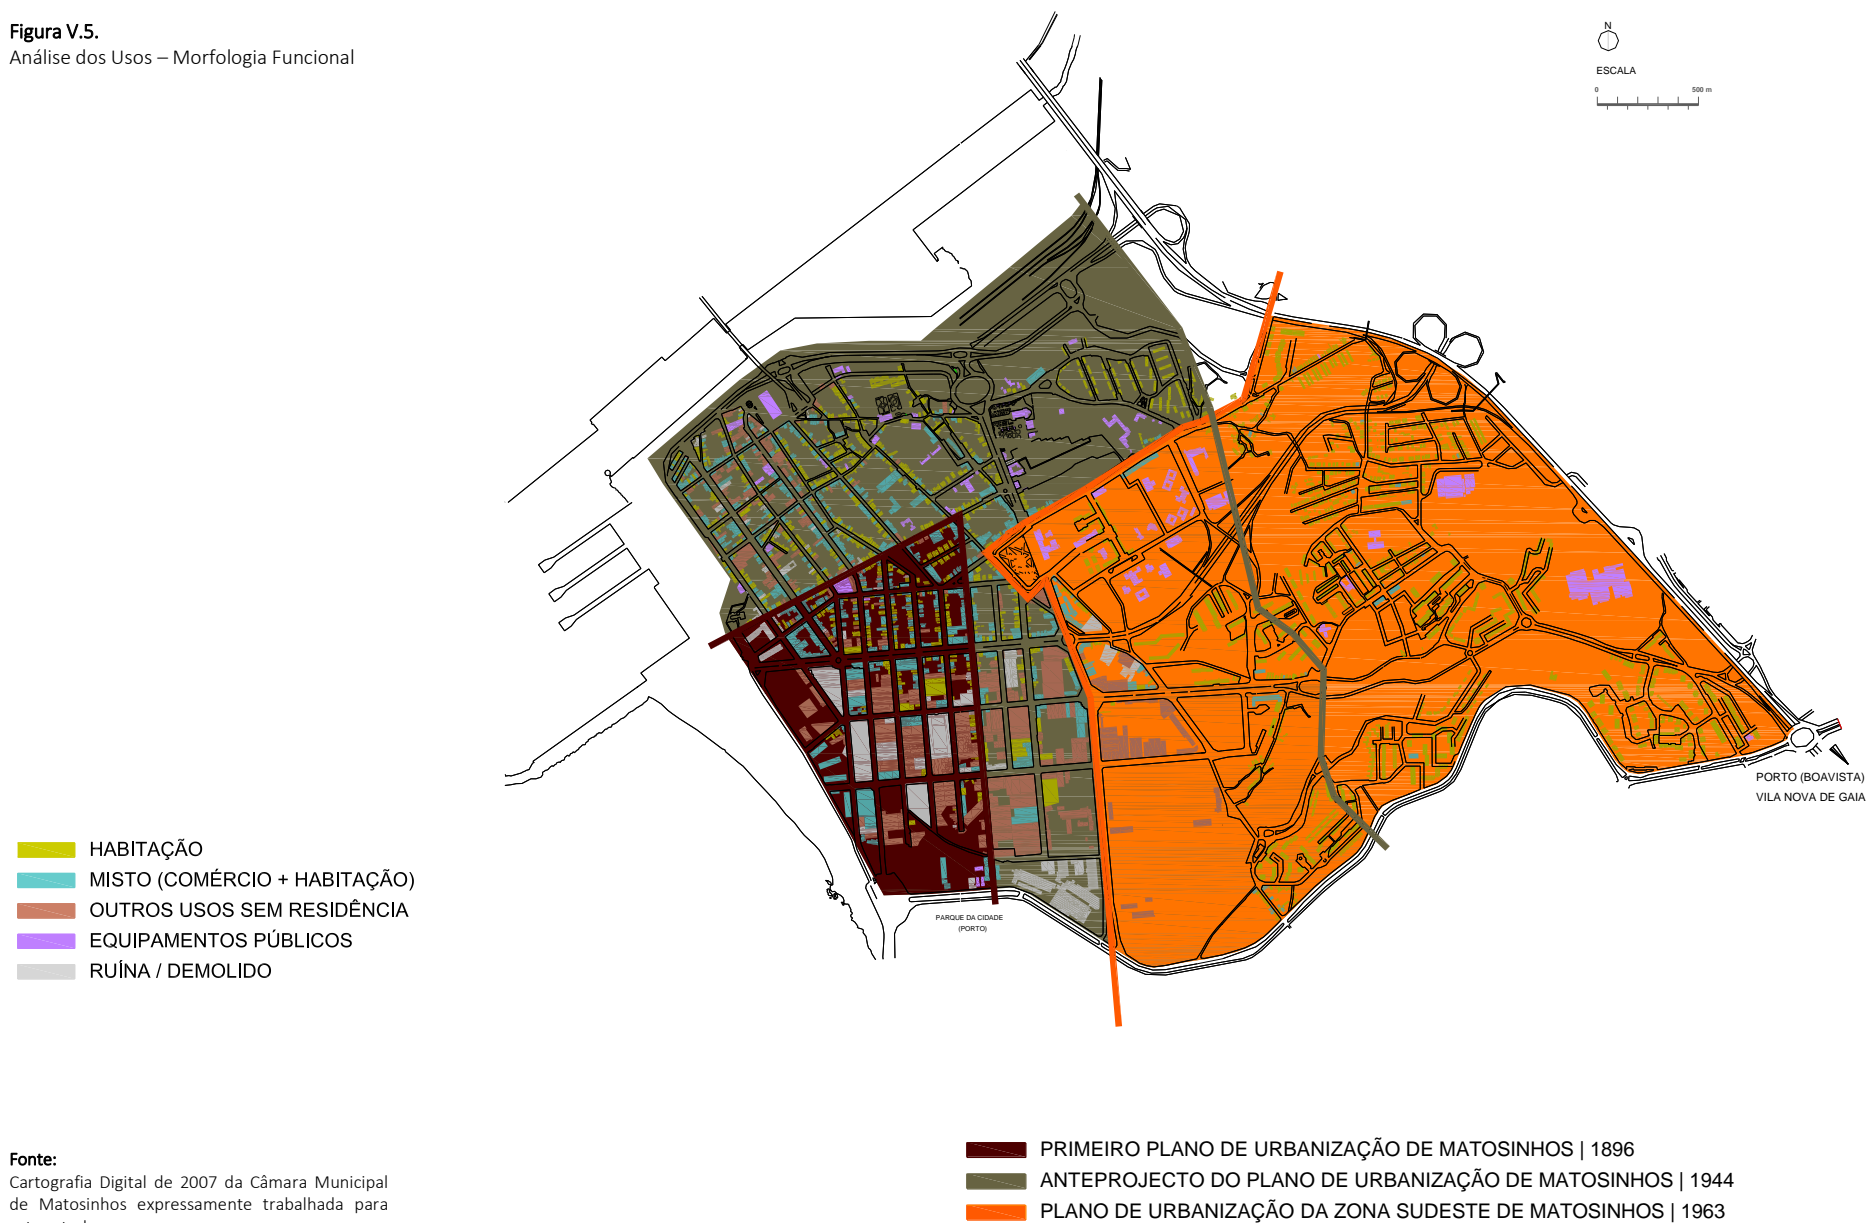 Figura V.5.
Análise dos Usos – Morfologia Funcional
N
ESCALA
0 500 m
PORTO (BOAVISTA)
VILA NOVA DE GAIA
PARQUE DA CIDADE
(PORTO)
HABITAÇÃO
MISTO (COMÉRCIO + HABITAÇÃO)
OUTROS USOS SEM RESIDÊNCIA
EQUIPAMENTOS PÚBLICOS
RUÍNA / DEMOLIDO
Fonte:
Cartografia Digital de 2007 da Câmara Municipal
de Matosinhos expressamente trabalhada para
PRIMEIRO PLANO DE URBANIZAÇÃO DE MATOSINHOS | 1896
ANTEPROJECTO DO PLANO DE URBANIZAÇÃO DE MATOSINHOS | 1944
PLANO DE URBANIZAÇÃO DA ZONA SUDESTE DE MATOSINHOS | 1963